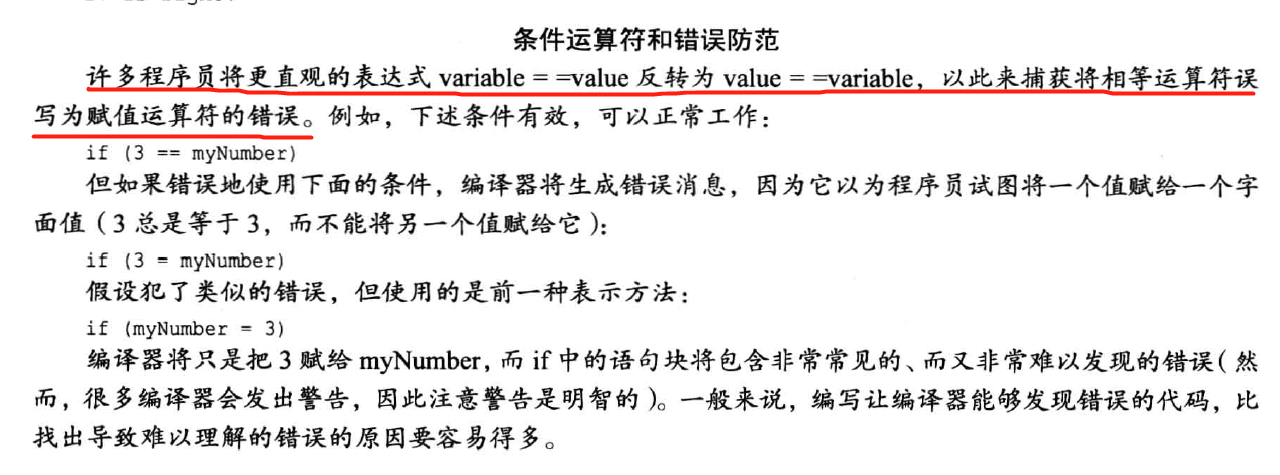 条件运算符和错误防范
许多程序员将更直观的表达式 variable = =value 反转为 value = =variable，以此来捕获将相等运算符误
写为赋值运算符的错误。例如，下述条件有效，可以正常工作：
if (3 == myNumber)
但如果错误地使用下面的条件，编译器将生成错误消息，因为它以为程序员试图将一个值赋给一个字
面值（3 总是等于 3，而不能将另一个值赋给它）：
if (3 = myNumber)
假设犯了类似的错误，但使用的是前一种表示方法：
if (myNumber = 3)
编译器将只是把 3 赋给 myNumber，而 if 中的语句块将包含非常常见的、而又非常难以发现的错误（然
而，很多编译器会发出警告，因此注意警告是明智的）。一般来说，编写让编译器能够发现错误的代码，比
找出导致难以理解的错误的原因要容易得多。